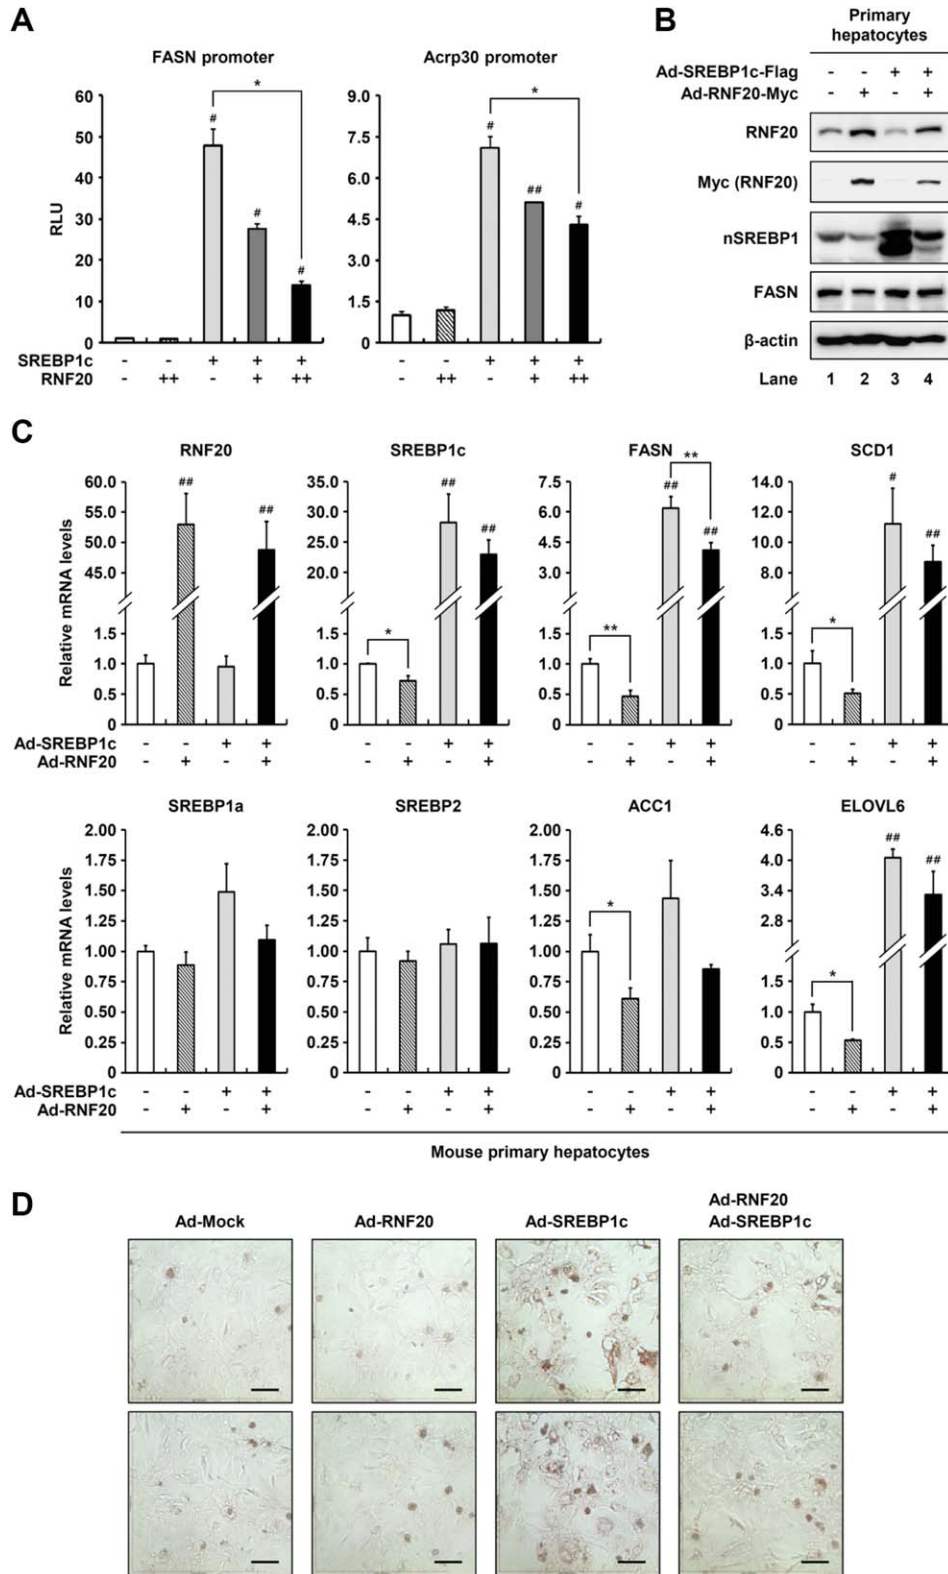 A
FASN promoter
Acrp30 promoter
RLU
60
50
40
30
20
10
0
#
#
#
*
9.0
7.5
6.0
4.5
3.0
1.5
0
#
##
#
*
SREBP1c - - + + + - - + + +
RNF20 - ++ - + ++ - ++ - + ++
B
Primary
hepatocytes
Ad-SREBP1c-Flag - - + +
Ad-RNF20-Myc - + - +
RNF20
Myc (RNF20)
nSREBP1
FASN
β-actin
Lane 1 2 3 4
C
RNF20
SREBP1c
FASN
SCD1
Relative mRNA levels
60.0
55.0
50.0
45.0
1.5
1.0
0.5
0
##
##
35.0
30.0
25.0
20.0
1.5
1.0
0.5
0
*
##
##
7.5
6.0
4.5
3.0
1.5
1.0
0.5
0
**
##
**
##
14.0
12.0
10.0
8.0
1.5
1.0
0.5
0
*
#
##
Ad-SREBP1c - - + + - - + + - - + + - - + +
Ad-RNF20 - + - + - + - + - + - + - + - +
SREBP1a
SREBP2
ACC1
ELOVL6
Relative mRNA levels
2.00
1.75
1.50
1.25
1.00
0.75
0.50
0.25
0
2.00
1.75
1.50
1.25
1.00
0.75
0.50
0.25
0
2.00
1.75
1.50
1.25
1.00
0.75
0.50
0.25
0
*
4.6
4.0
3.4
2.8
1.5
1.0
0.5
0
*
##
##
Ad-SREBP1c - - + + - - + + - - + + - - + +
Ad-RNF20 - + - + - + - + - + - + - + - +
Mouse primary hepatocytes
D
Ad-Mock
Ad-RNF20
Ad-SREBP1c
Ad-RNF20
Ad-SREBP1c